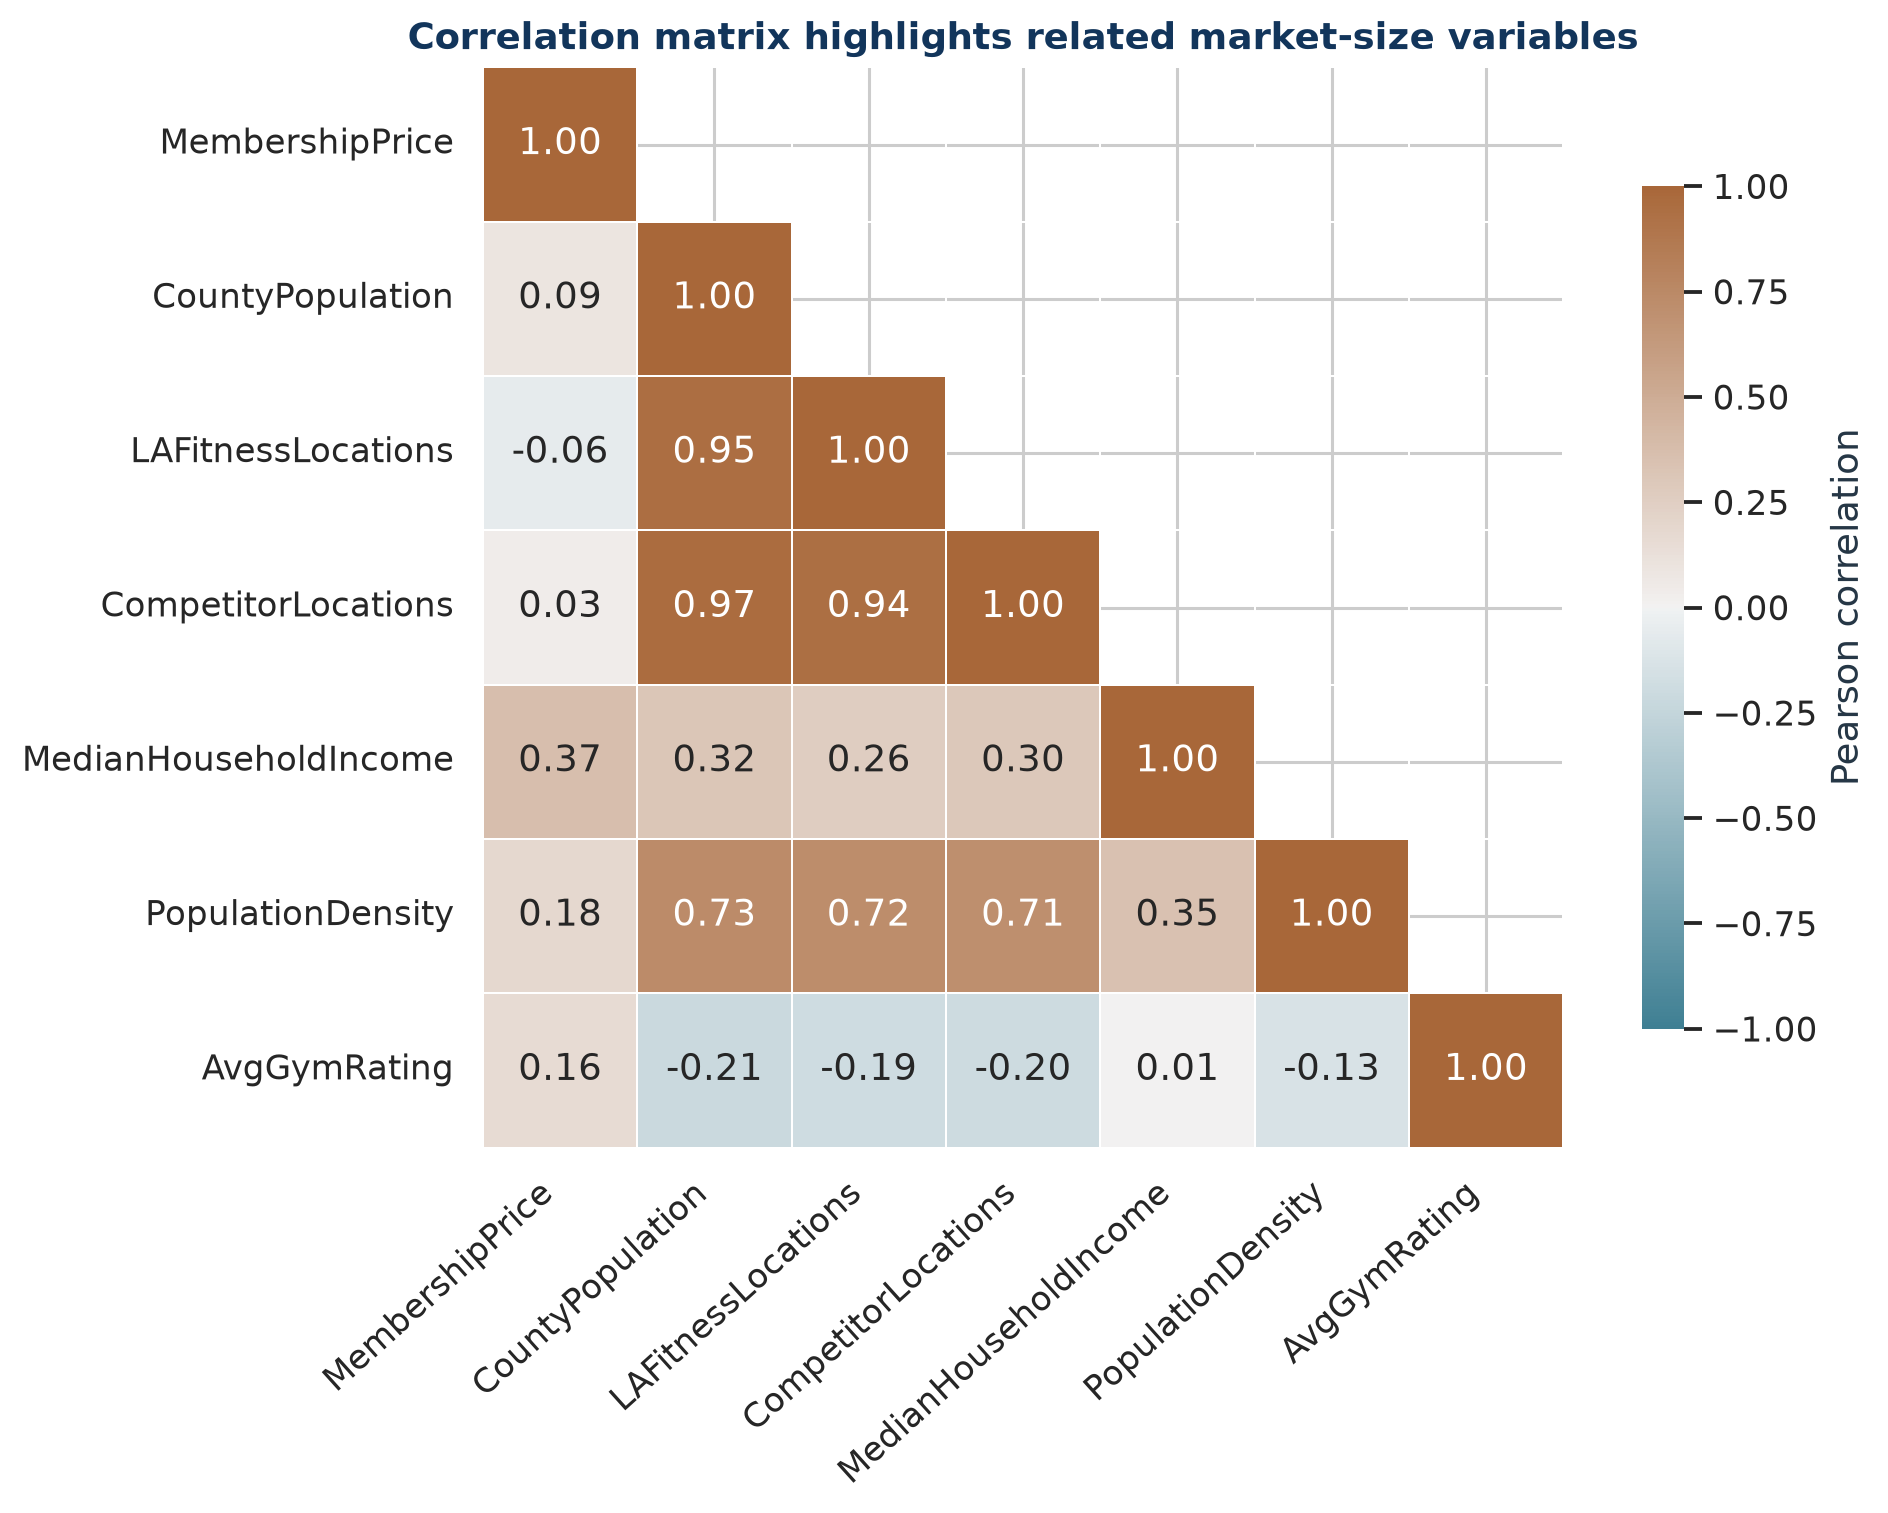 Correlation matrix highlights related market-size variables
MembershipPrice 1.00
CountyPopulation 0.09 1.00
LAFitnessLocations -0.06 0.95 1.00
CompetitorLocations 0.03 0.97 0.94 1.00
MedianHouseholdIncome 0.37 0.32 0.26 0.30 1.00
PopulationDensity 0.18 0.73 0.72 0.71 0.35 1.00
AvgGymRating 0.16 -0.21 -0.19 -0.20 0.01 -0.13 1.00
MembershipPrice
CountyPopulation
LAFitnessLocations
CompetitorLocations
MedianHouseholdIncome
PopulationDensity
AvgGymRating
1.00
0.75
0.50
0.25
0.00
−0.25
−0.50
−0.75
−1.00
Pearson correlation